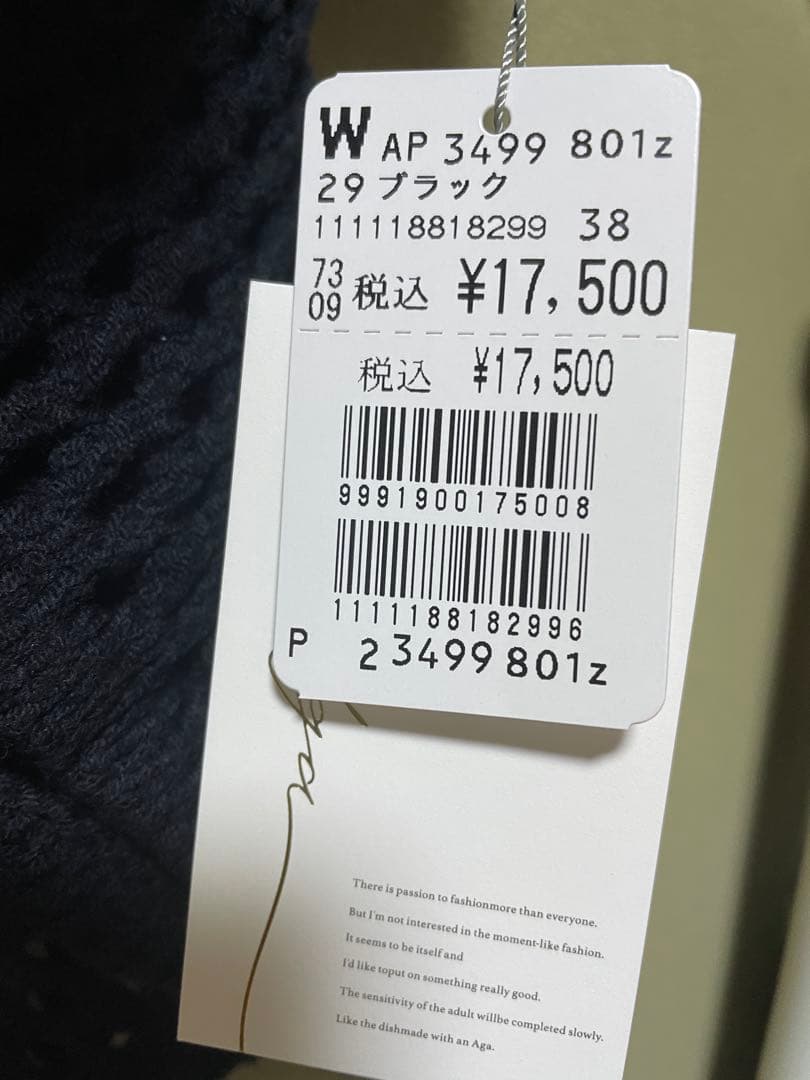 W AP 3499 801z
29 ブラック
111118818299 38
73 09 税込 ¥17,500
税込 ¥17,500
9991900175008
1111188182996
P 2 3499 801z
There is passion to fashionmore than everyone.
But I'm not interested in the moment-like fashion.
It seems to be itself and
I'd like toput on something really good.
The sensitivity of the adult willbe completed slowly.
Like the dishmade with an Aga.